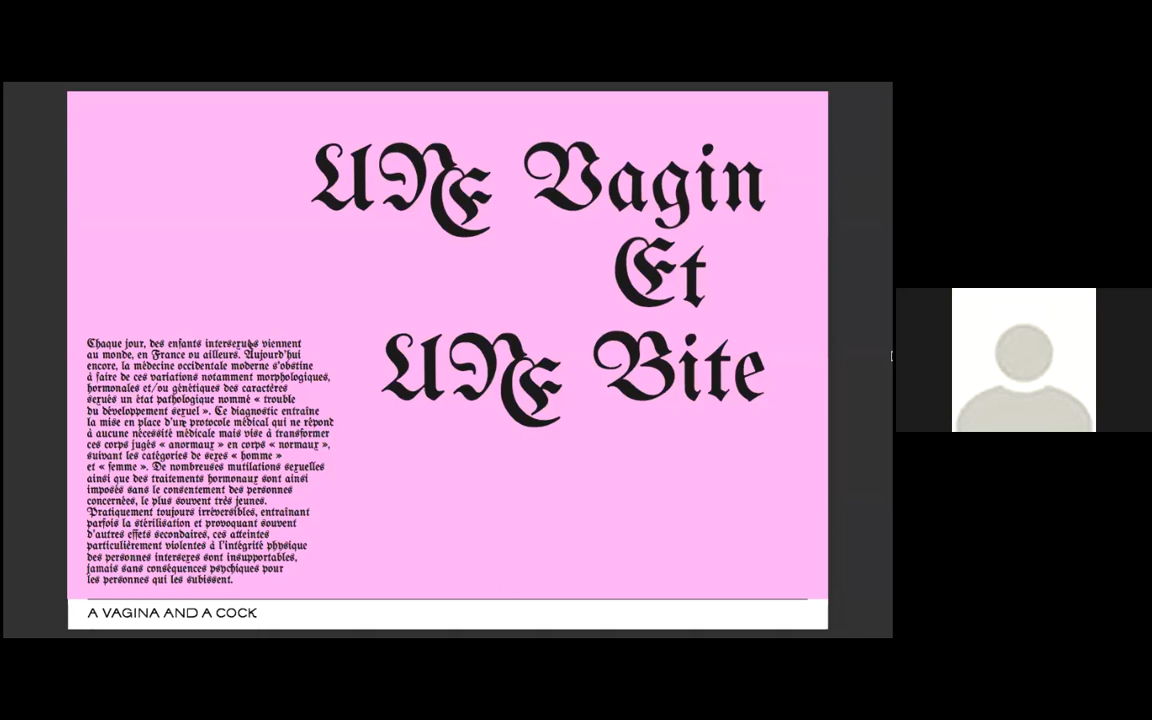 UNE Vagin
Et
UNE Bite
Chaque jour, des enfants viennent
au monde, en France ou ailleurs. Aujourd'hui
encore, la médecine occidentale moderne s'obstine
à faire de ces variations notamment morphologiques,
hormonales et/ou génétiques des caractères
sexués un état pathologique nommé « trouble
du développement sexuel ». Ce diagnostic entraîne
la mise en place d'un protocole médical qui ne répond
à aucune nécessité médicale mais vise à transformer
ces corps jugés « anormaux » en corps « normaux »,
suivant les catégories de sexes « homme »
et « femme ». De nombreuses mutilations sexuelles
ainsi que des traitements hormonaux sont ainsi
imposés sans le consentement des personnes
concernées, le plus souvent très jeunes.
Pratiquement toujours irréversibles, entraînant
parfois la stérilisation et provoquant souvent
d'autres effets secondaires, ces atteintes
particulièrement violentes à l'intégrité physique
des personnes intersexes sont insupportables,
jamais sans conséquences psychiques pour
les personnes qui les subissent.
A VAGINA AND A COCK